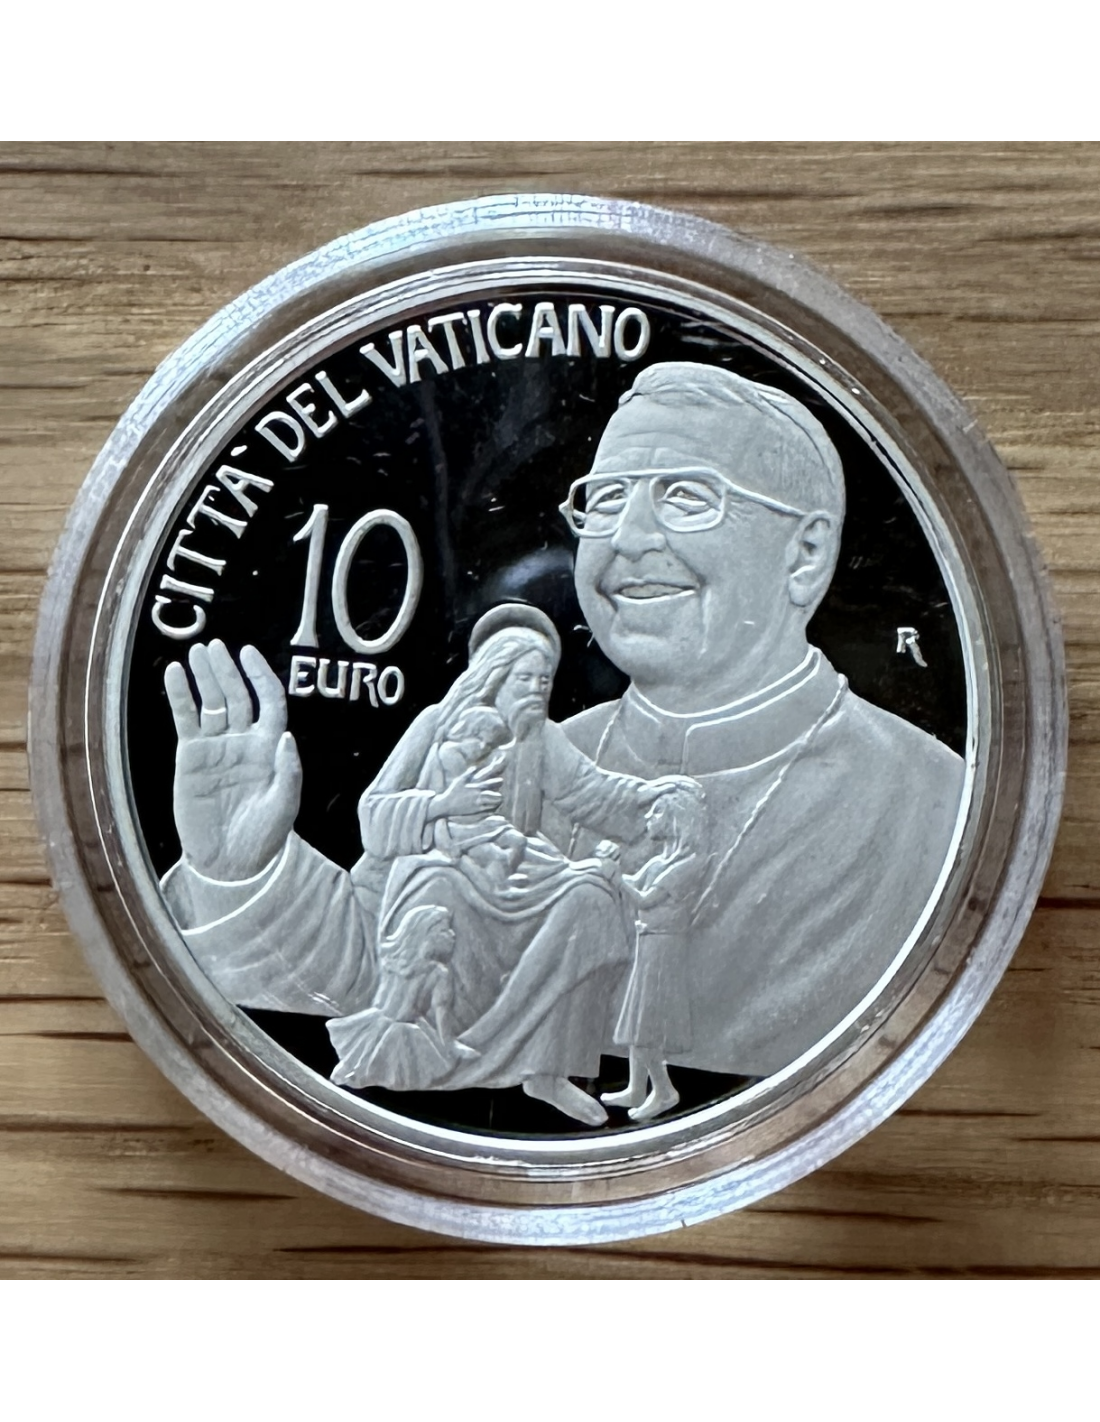 CITTA' DEL VATICANO
10
EURO
R